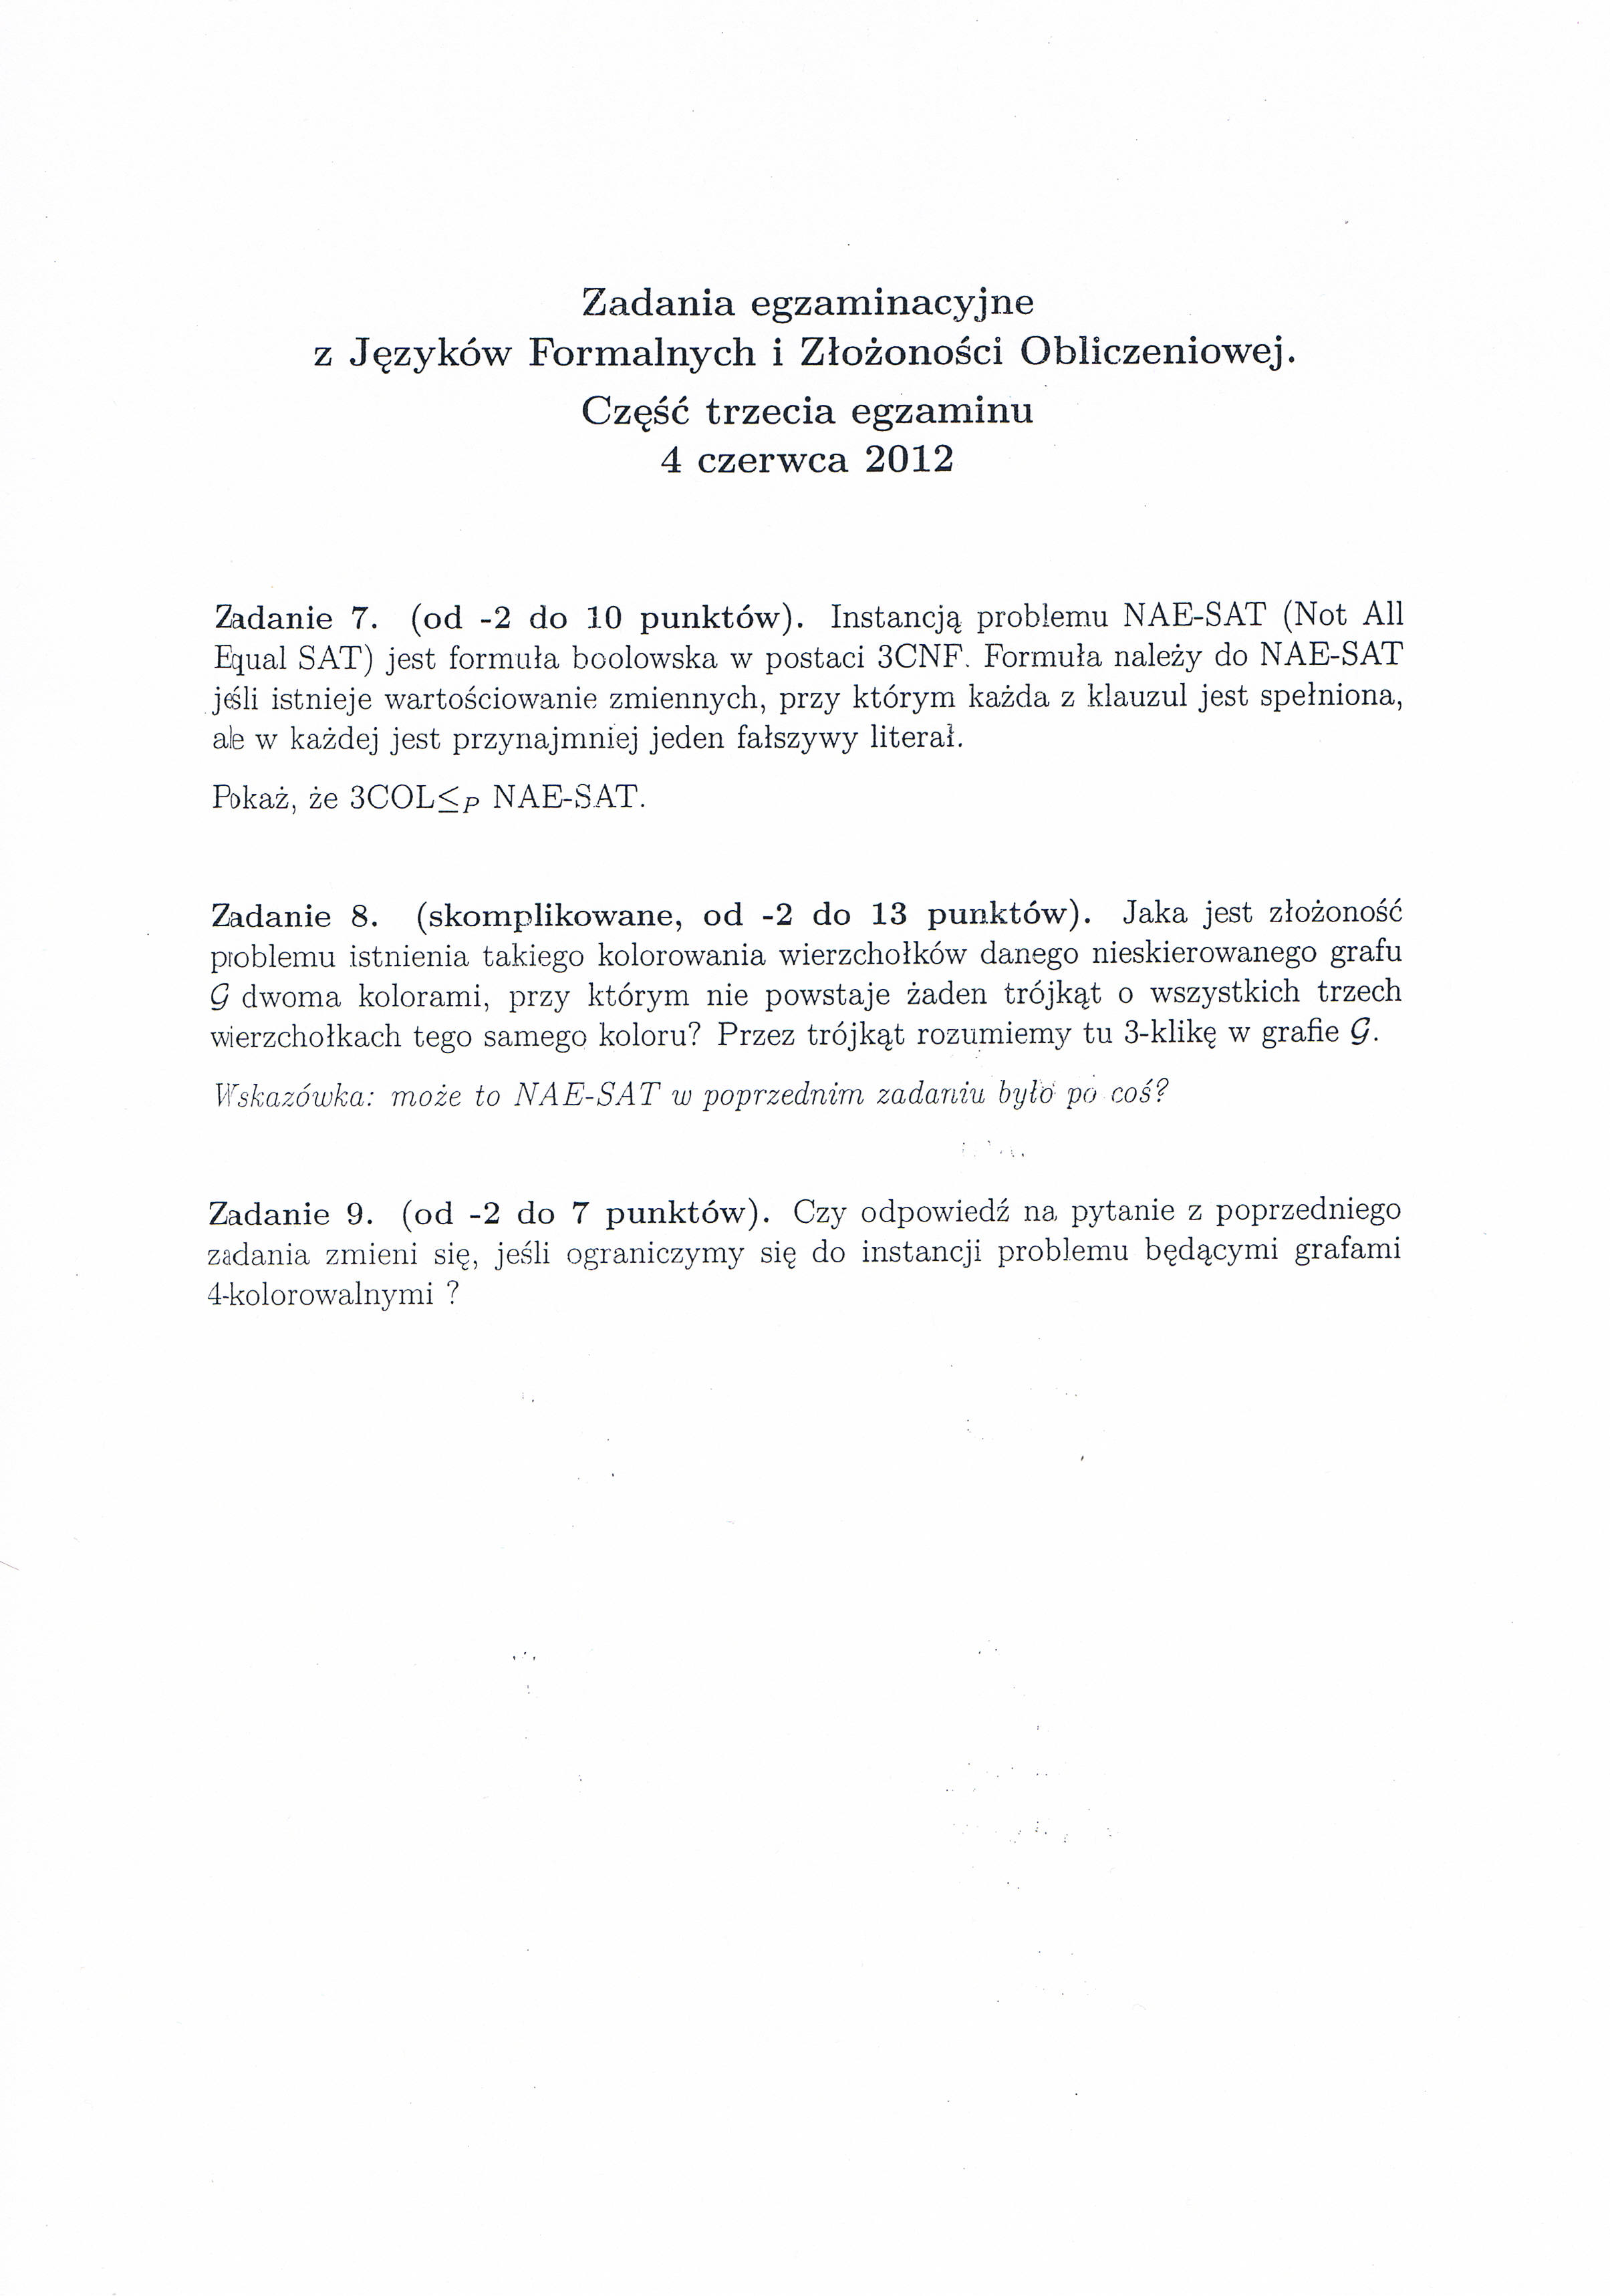 Zadania egzaminacyjne
z Języków Formalnych i Złożoności Obliczeniowej.
Część trzecia egzaminu
4 czerwca 2012
Zadanie 7. (od -2 do 10 punktów). Instancją problemu NAE-SAT (Not All
Equal SAT) jest formuła boolowska w postaci 3CNF. Formuła należy do NAE-SAT
jeśli istnieje wartościowanie zmiennych, przy którym każda z klauzul jest spełniona,
ale w każdej jest przynajmniej jeden fałszywy literał.
Pokaż, że 3COL≤P NAE-SAT.
Zadanie 8. (skomplikowane, od -2 do 13 punktów). Jaka jest złożoność
problemu istnienia takiego kolorowania wierzchołków danego nieskierowanego grafu
G dwoma kolorami, przy którym nie powstaje żaden trójkąt o wszystkich trzech
wierzchołkach tego samego koloru? Przez trójkąt rozumiemy tu 3-klikę w grafie G.
Wskazówka: może to NAE-SAT w poprzednim zadaniu było po coś?
Zadanie 9. (od -2 do 7 punktów). Czy odpowiedź na pytanie z poprzedniego
zadania zmieni się, jeśli ograniczymy się do instancji problemu będącymi grafami
4-kolorowalnymi ?